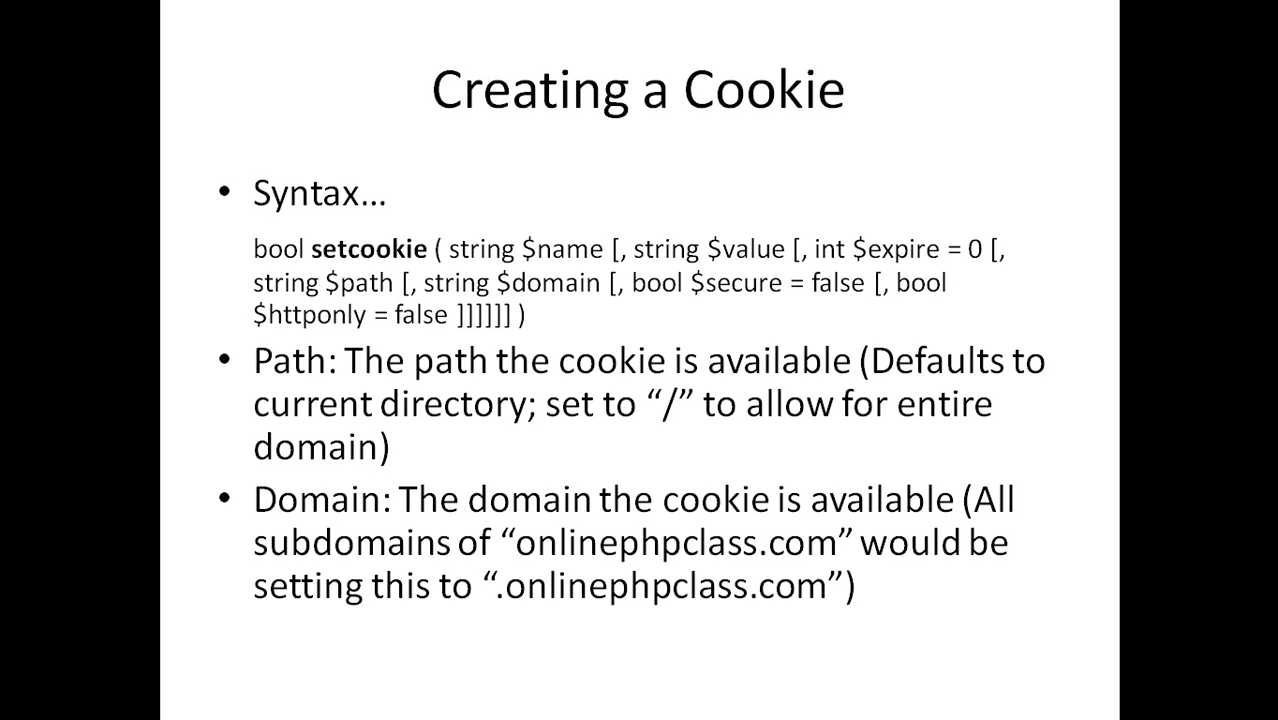 Creating a Cookie
• Syntax…
bool setcookie ( string $name [, string $value [, int $expire = 0 [,
string $path [, string $domain [, bool $secure = false [, bool
$httponly = false ]]]]]] )
• Path: The path the cookie is available (Defaults to
current directory; set to “/” to allow for entire
domain)
• Domain: The domain the cookie is available (All
subdomains of “onlinephpclass.com” would be
setting this to “.onlinephpclass.com”)